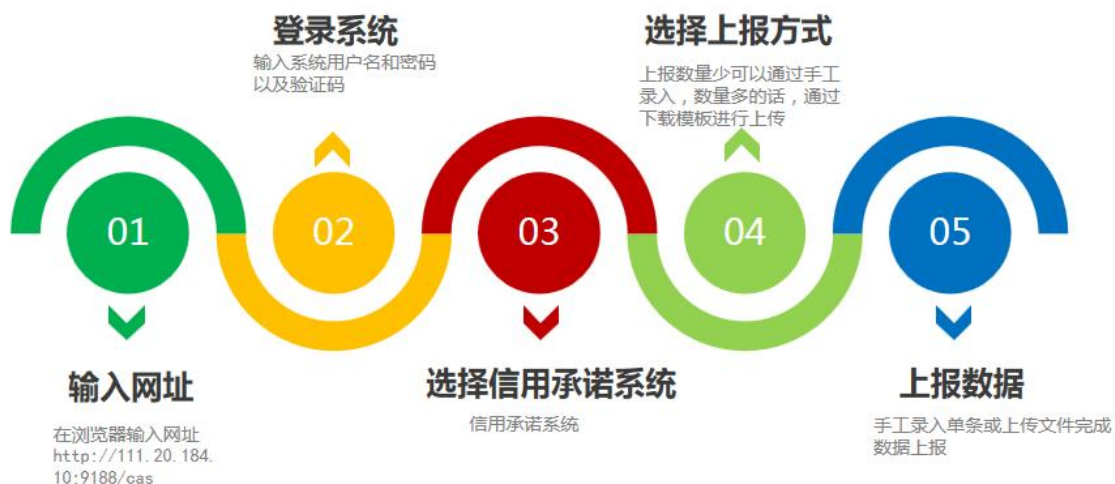 01
输入网址
在浏览器输入网址
http://111.20.184.
10:9188/cas
登录系统
输入系统用户名和密码
以及验证码
02
03
选择信用承诺系统
信用承诺系统
选择上报方式
上报数量少可以通过手工
录入，数量多的话，通过
下载模板进行上传
04
05
上报数据
手工录入单条或上传文件完成
数据上报